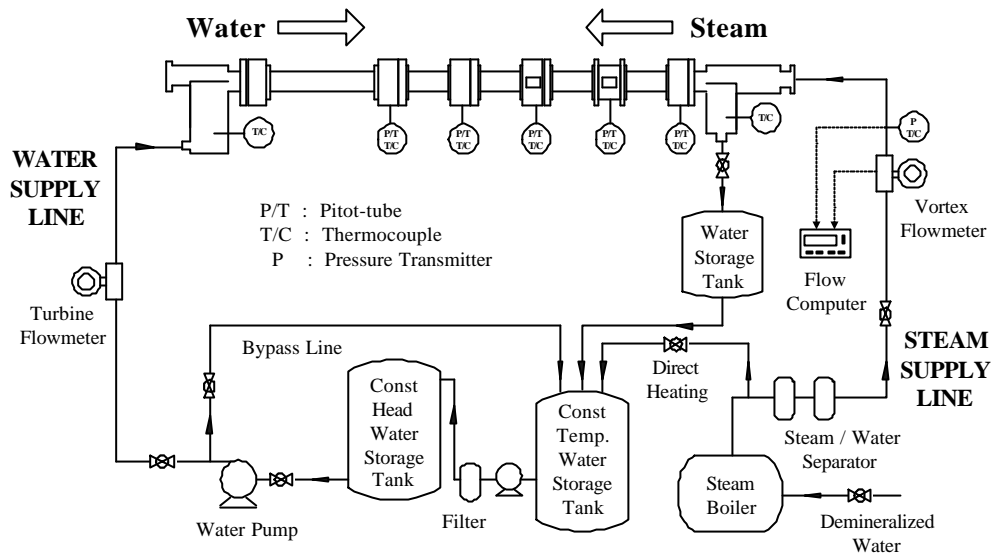 Water
Steam
T/C
P/T
T/C
P/T
T/C
P/T
T/C
P/T
T/C
P/T
T/C
T/C
P
T/C
WATER
SUPPLY
LINE
P/T : Pitot-tube
T/C : Thermocouple
P : Pressure Transmitter
Water
Storage
Tank
Flow
Computer
Vortex
Flowmeter
Turbine
Flowmeter
Bypass Line
Direct
Heating
STEAM
SUPPLY
LINE
Const
Head
Water
Storage
Tank
Const
Temp.
Water
Storage
Tank
Steam / Water
Separator
Steam
Boiler
Water Pump
Filter
Demineralized
Water